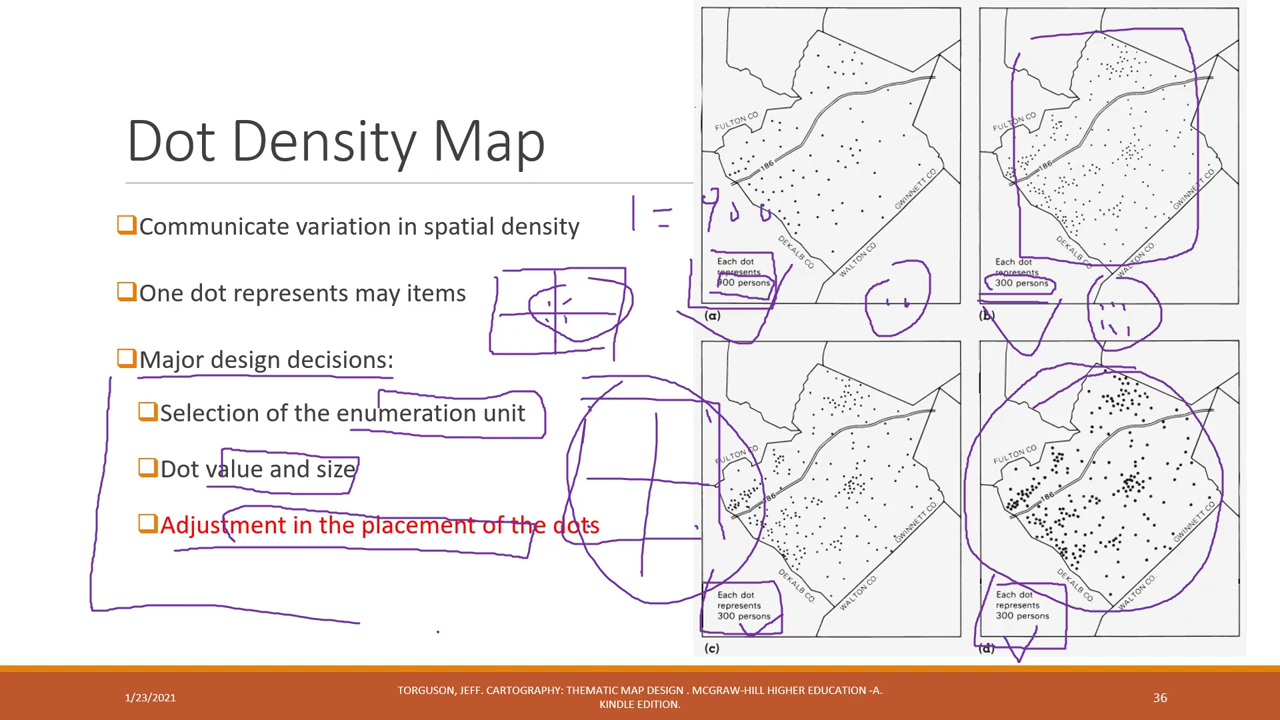 Dot Density Map
Communicate variation in spatial density
One dot represents may items
Major design decisions:
Selection of the enumeration unit
Dot value and size
Adjustment in the placement of the dots
1 = 900
FULTON CO
186
GWINNETT CO
DEKALB CO
WALTON CO
Each dot
represents
900 persons
(a)
FULTON CO
186
GWINNETT CO
DEKALB CO
WALTON CO
Each dot
represents
300 persons
(b)
FULTON CO
186
GWINNETT CO
DEKALB CO
WALTON CO
Each dot
represents
300 persons
(c)
FULTON CO
186
GWINNETT CO
DEKALB CO
WALTON CO
Each dot
represents
300 persons
(d)
1/23/2021
TORGUSON, JEFF. CARTOGRAPHY: THEMATIC MAP DESIGN . MCGRAW-HILL HIGHER EDUCATION -A.
KINDLE EDITION.
36